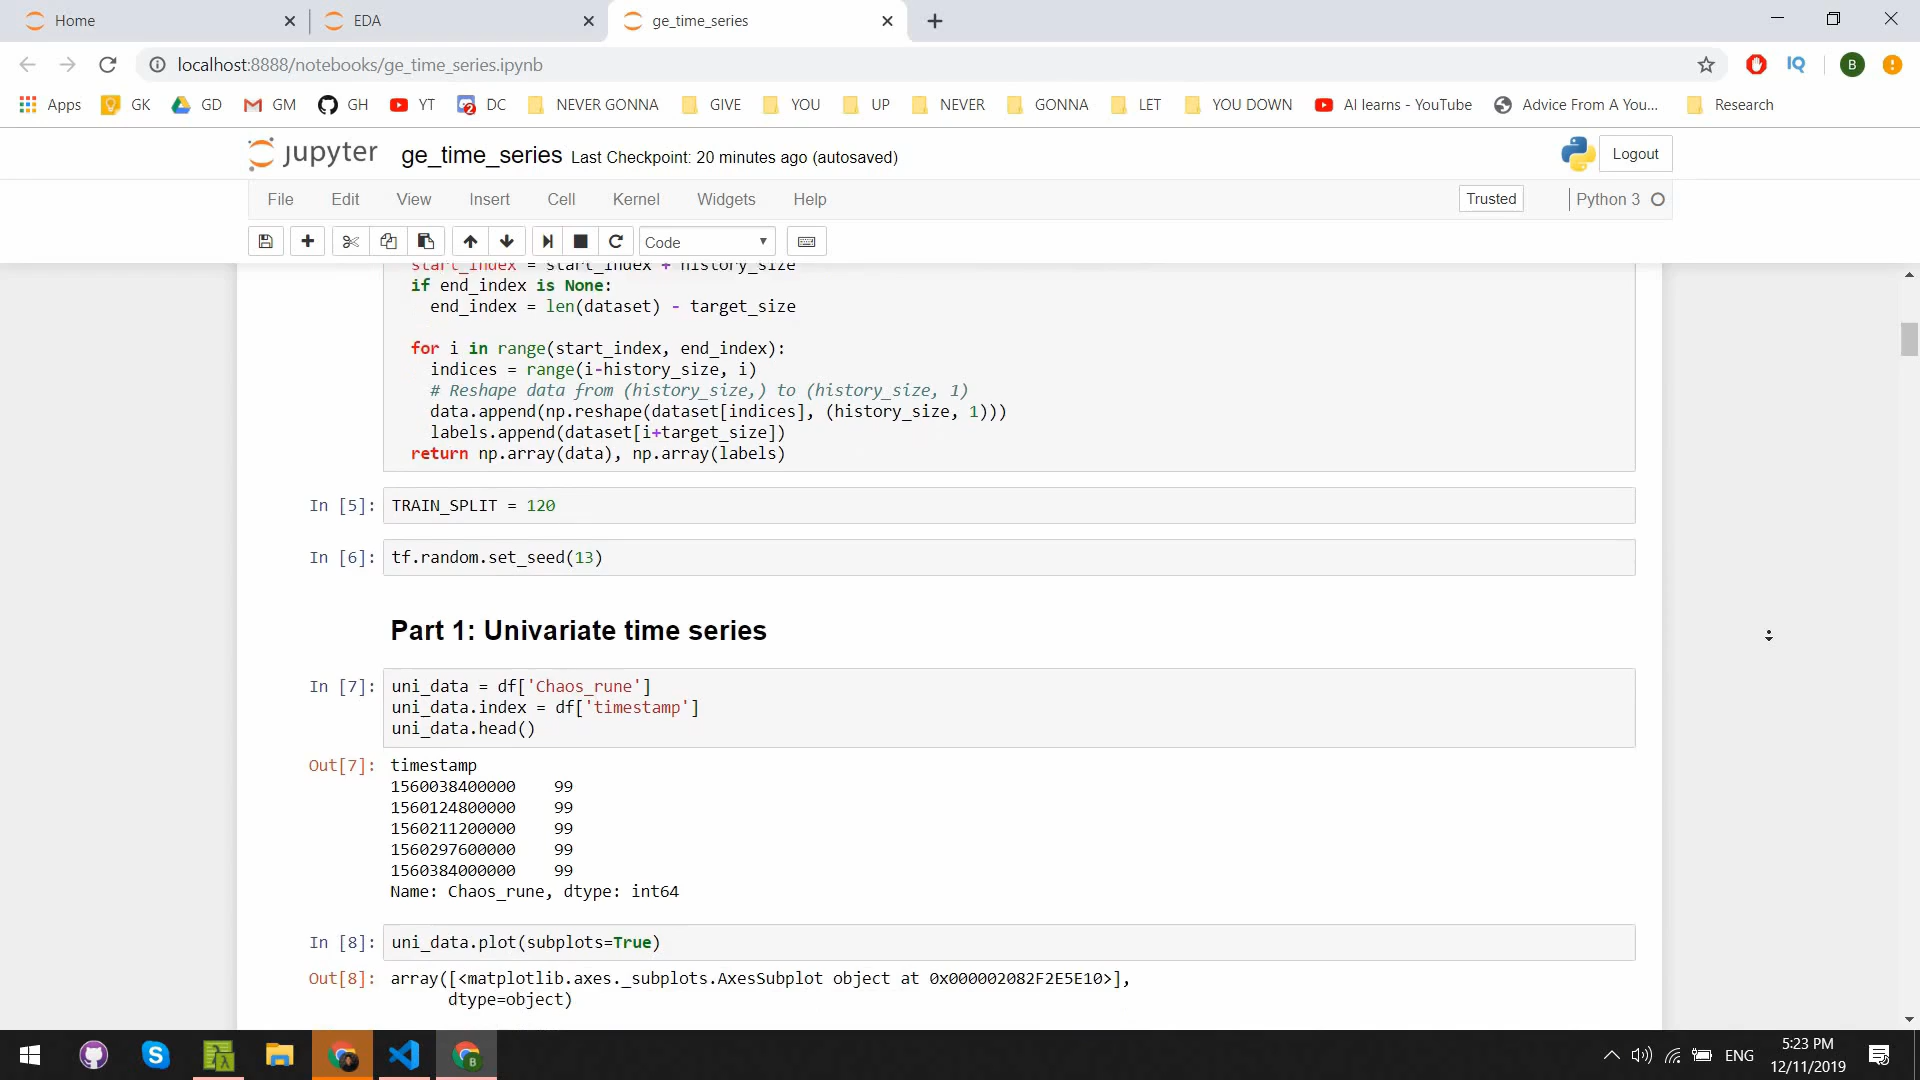 Home
EDA
ge_time_series
localhost:8888/notebooks/ge_time_series.ipynb
IQ
B
Apps GK GD GM GH YT DC NEVER GONNA GIVE YOU UP NEVER GONNA LET YOU DOWN AI learns - YouTube Advice From A You... Research
jupyter ge_time_series Last Checkpoint: 20 minutes ago (autosaved) Logout
File Edit View Insert Cell Kernel Widgets Help Trusted Python 3
Code
start_index = start_index + history_size
if end_index is None:
end_index = len(dataset) - target_size
for i in range(start_index, end_index):
indices = range(i-history_size, i)
# Reshape data from (history_size,) to (history_size, 1)
data.append(np.reshape(dataset[indices], (history_size, 1)))
labels.append(dataset[i+target_size])
return np.array(data), np.array(labels)
In [5]: TRAIN_SPLIT = 120
In [6]: tf.random.set_seed(13)
Part 1: Univariate time series
In [7]: uni_data = df['Chaos_rune']
uni_data.index = df['timestamp']
uni_data.head()
Out[7]: timestamp
1560038400000 99
1560124800000 99
1560211200000 99
1560297600000 99
1560384000000 99
Name: Chaos_rune, dtype: int64
In [8]: uni_data.plot(subplots=True)
Out[8]: array([<matplotlib.axes._subplots.AxesSubplot object at 0x000002082F2E5E10>],
dtype=object)
ENG
5:23 PM
12/11/2019